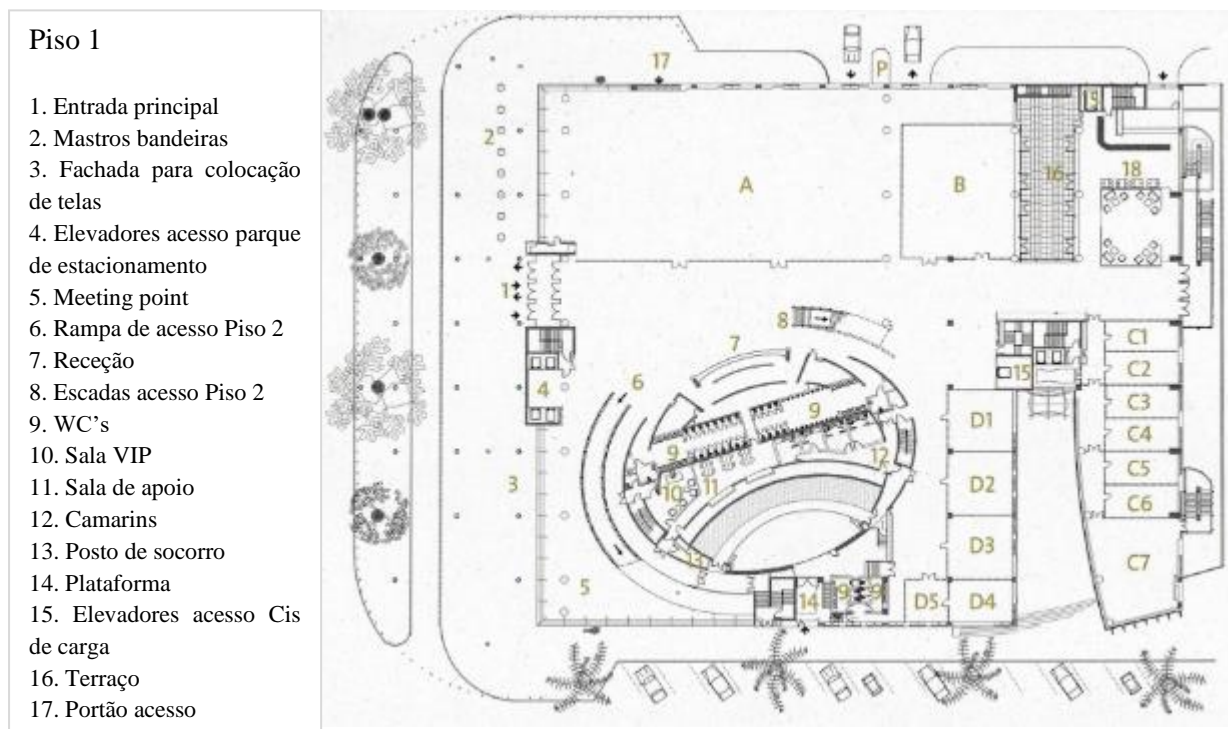 Piso 1
1. Entrada principal
2. Mastros bandeiras
3. Fachada para colocação
de telas
4. Elevadores acesso parque
de estacionamento
5. Meeting point
6. Rampa de acesso Piso 2
7. Receção
8. Escadas acesso Piso 2
9. WC’s
10. Sala VIP
11. Sala de apoio
12. Camarins
13. Posto de socorro
14. Plataforma
15. Elevadores acesso Cis
de carga
16. Terraço
17. Portão acesso
17
P
2
15
A
B
16
18
1
8
7
C1
4
6
15
C2
9
C3
D1
C4
9
12
3
10
11
D2
C5
C6
13
D3
C7
5
14
9
9
D5
D4